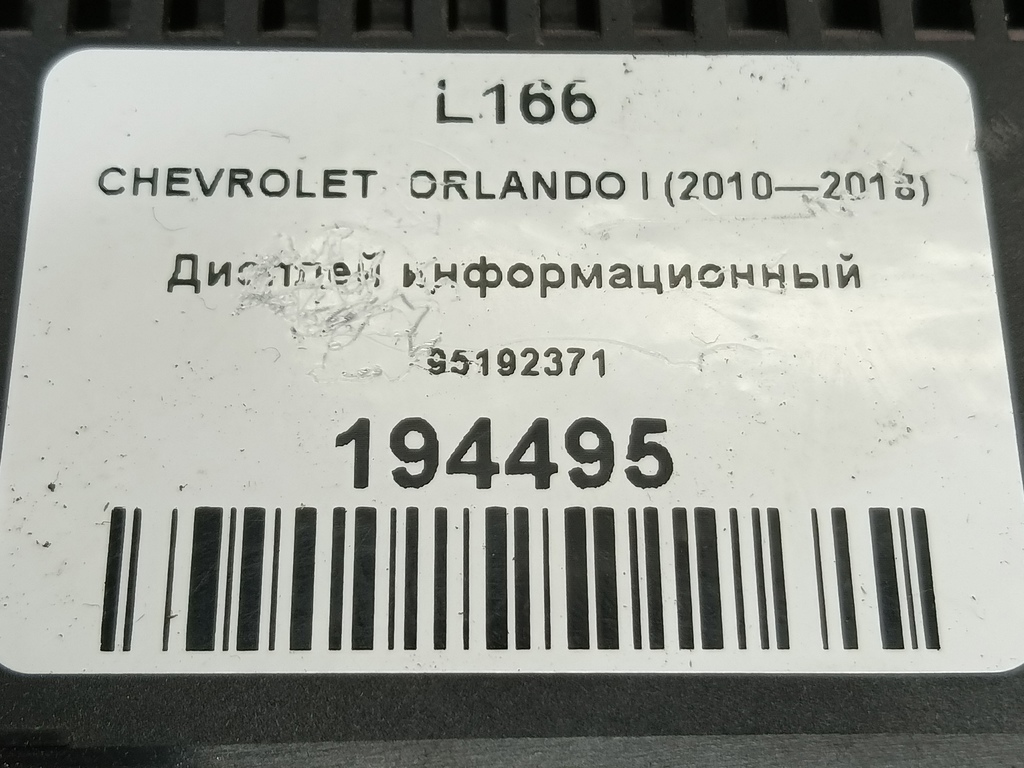 L166
CHEVROLET ORLANDO I (2010—2018)
Дисплей информационный
95192371
194495